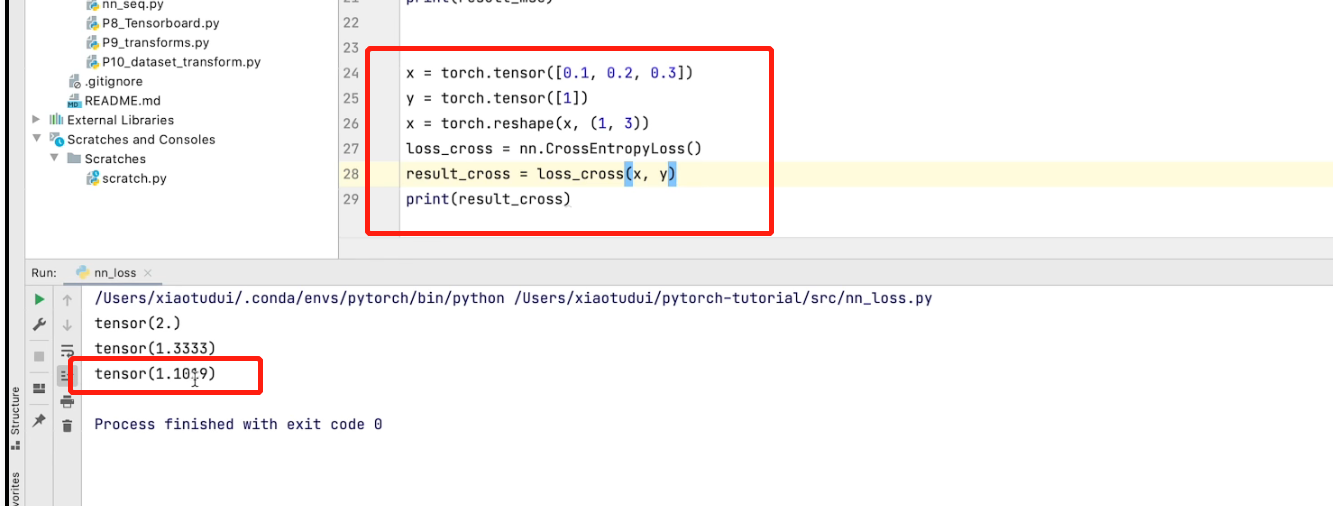 nn_seq.py
P8_Tensorboard.py
P9_transforms.py
P10_dataset_transform.py
.gitignore
README.md
External Libraries
Scratches and Consoles
Scratches
scratch.py
21 print(result_mse)
22
23
24 x = torch.tensor([0.1, 0.2, 0.3])
25 y = torch.tensor([1])
26 x = torch.reshape(x, (1, 3))
27 loss_cross = nn.CrossEntropyLoss()
28 result_cross = loss_cross(x, y)
29 print(result_cross)
Run: nn_loss
/Users/xiaotudui/.conda/envs/pytorch/bin/python /Users/xiaotudui/pytorch-tutorial/src/nn_loss.py
tensor(2.)
tensor(1.3333)
tensor(1.1019)
Process finished with exit code 0
Structure